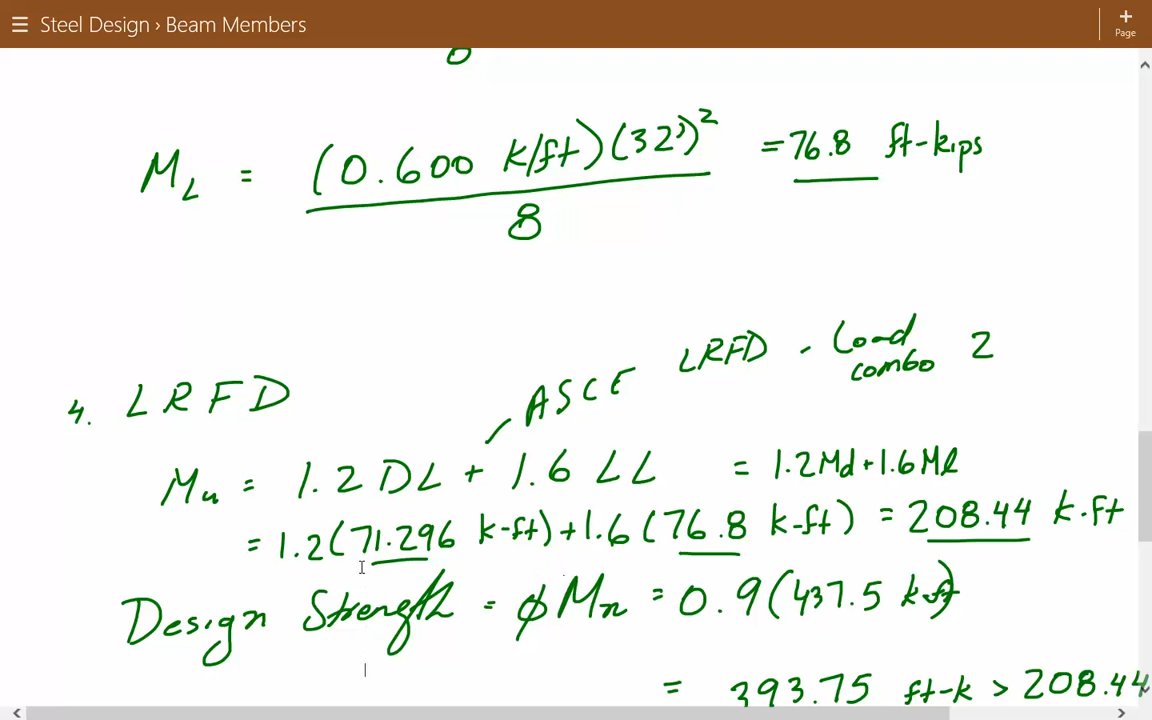 Steel Design › Beam Members
Page
8
M_L = (0.600 k/ft)(32')² / 8 = 76.8 ft-kips
LRFD - Load combo 2
ASCE
4. LRFD
Mu = 1.2 DL + 1.6 LL = 1.2Md+1.6Ml
= 1.2(71.296 k-ft)+1.6(76.8 k-ft) = 208.44 k.ft
Design Strength = ϕMn = 0.9(437.5 k-ft)
= 393.75 ft-k > 208.44